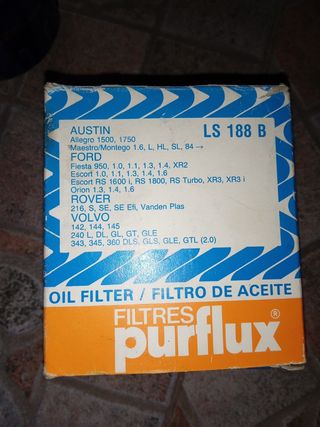 AUSTIN LS 188 B
Allegro 1500, 1750
Maestro/Montego 1.6, L, HL, SL, 84 →
FORD
Fiesta 950, 1.0, 1.1, 1.3, 1.4, XR2
Escort 1.0, 1.1, 1.3, 1.4, 1.6
Escort RS 1600 i, RS 1800, RS Turbo, XR3, XR3 i
Orion 1.3, 1.4, 1.6
ROVER
216, S, SE, SE Efi, Vanden Plas
VOLVO
142, 144, 145
240 L, DL, GL, GT, GLE
343, 345, 360 DLS, GLS, GLE, GTL (2.0)
OIL FILTER / FILTRO DE ACEITE
FILTRES
purflux ®